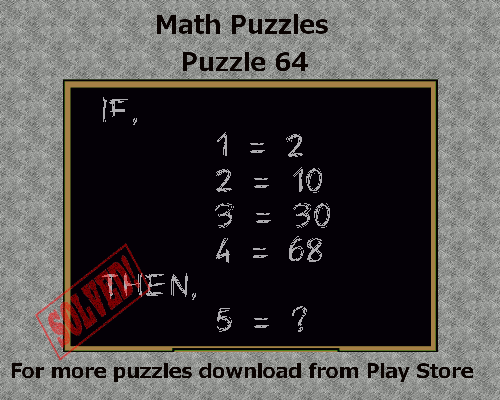 Math Puzzles
Puzzle 64
IF,
1 = 2
2 = 10
3 = 30
4 = 68
THEN,
SOLVED!
5 = ?
For more puzzles download from Play Store